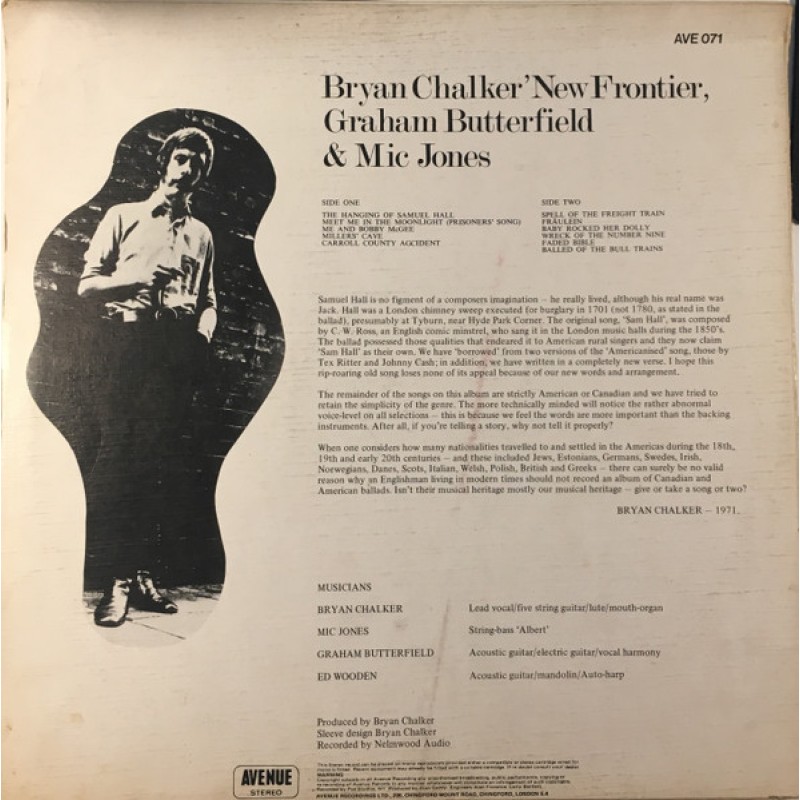 AVE 071
Bryan Chalker' New Frontier,
Graham Butterfield
& Mic Jones
SIDE ONE
THE HANGING OF SAMUEL HALL
MEET ME IN THE MOONLIGHT (PRISONERS' SONG)
ME AND BOBBY McGEE
MILLERS' CAVE
CARROLL COUNTY ACCIDENT
SIDE TWO
SPELL OF THE FREIGHT TRAIN
FRÄULEIN
BABY ROCKED HER DOLLY
WRECK OF THE NUMBER NINE
FADED BIBLE
BALLED OF THE BULL TRAINS
Samuel Hall is no figment of a composers imagination – he really lived, although his real name was
Jack. Hall was a London chimney sweep executed for burglary in 1701 (not 1780, as stated in the
ballad), presumably at Tyburn, near Hyde Park Corner. The original song, 'Sam Hall', was composed
by C. W. Ross, an English comic minstrel, who sang it in the London music halls during the 1850's.
The ballad possessed those qualities that endeared it to American rural singers and they now claim
'Sam Hall' as their own. We have 'borrowed' from two versions of the 'Americanised' song, those by
Tex Ritter and Johnny Cash; in addition, we have written in a completely new verse. I hope this
rip-roaring old song loses none of its appeal because of our new words and arrangement.
The remainder of the songs on this album are strictly American or Canadian and we have tried to
retain the simplicity of the genre. The more technically minded will notice the rather abnormal
voice-level on all selections – this is because we feel the words are more important than the backing
instruments. After all, if you're telling a story, why not tell it properly?
When one considers how many nationalities travelled to and settled in the Americas during the 18th,
19th and early 20th centuries – and these included Jews, Estonians, Germans, Swedes, Irish,
Norwegians, Danes, Scots, Italian, Welsh, Polish, British and Greeks – there can surely be no valid
reason why an Englishman living in modern times should not record an album of Canadian and
American ballads. Isn't their musical heritage mostly our musical heritage – give or take a song or two?
BRYAN CHALKER – 1971.
MUSICIANS
BRYAN CHALKER Lead vocal/five string guitar/lute/mouth-organ
MIC JONES String-bass 'Albert'
GRAHAM BUTTERFIELD Acoustic guitar/electric guitar/vocal harmony
ED WOODEN Acoustic guitar/mandolin/Auto-harp
Produced by Bryan Chalker
Sleeve design Bryan Chalker
Recorded by Nelmwood Audio
AVENUE
STEREO
WARNING
AVENUE RECORDINGS LTD., CHINGFORD MOUNT ROAD, CHINGFORD, LONDON E.4